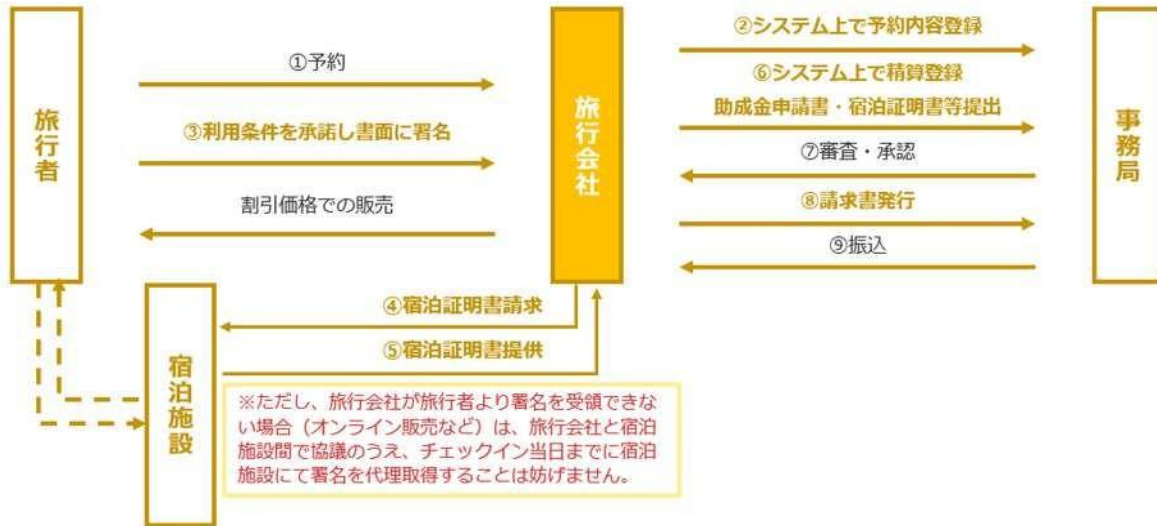 旅行者
①予約
③利用条件を承諾し書面に署名
割引価格での販売
旅行会社
②システム上で予約内容登録
⑥システム上で精算登録
助成金申請書・宿泊証明書等提出
⑦審査・承認
⑧請求書発行
⑨振込
事務局
④宿泊証明書請求
⑤宿泊証明書提供
宿泊施設
※ただし、旅行会社が旅行者より署名を受領できな
い場合（オンライン販売など）は、旅行会社と宿泊
施設間で協議のうえ、チェックイン当日までに宿泊
施設にて署名を代理取得することは妨げません。